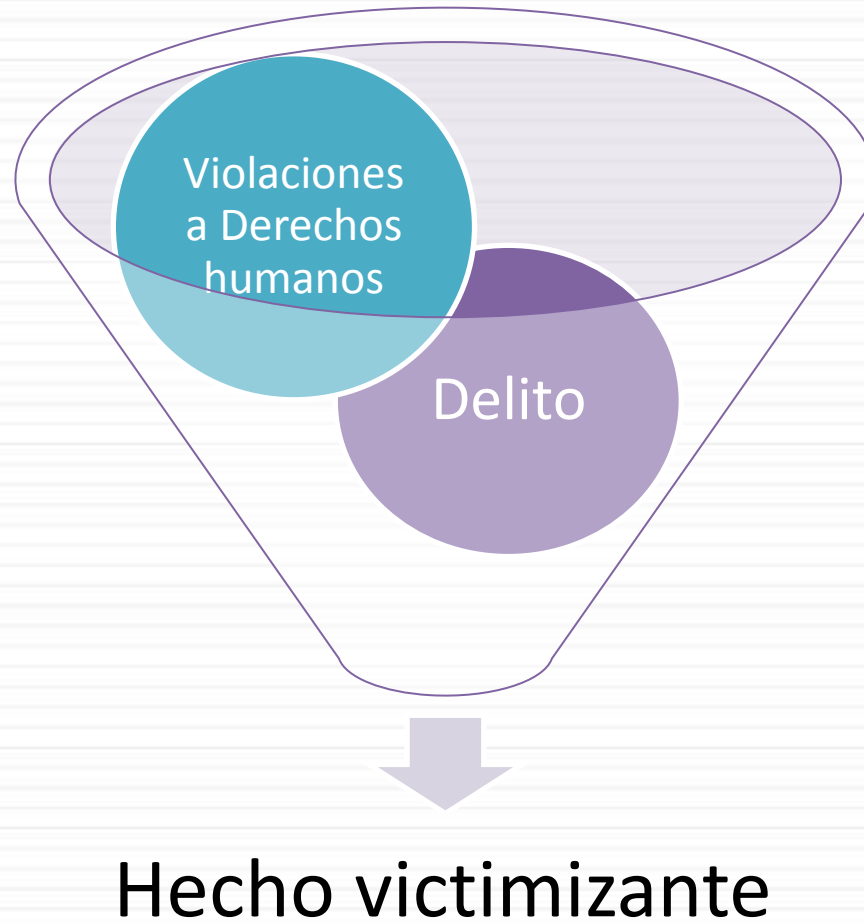 Violaciones
a Derechos
humanos
Delito
Hecho victimizante